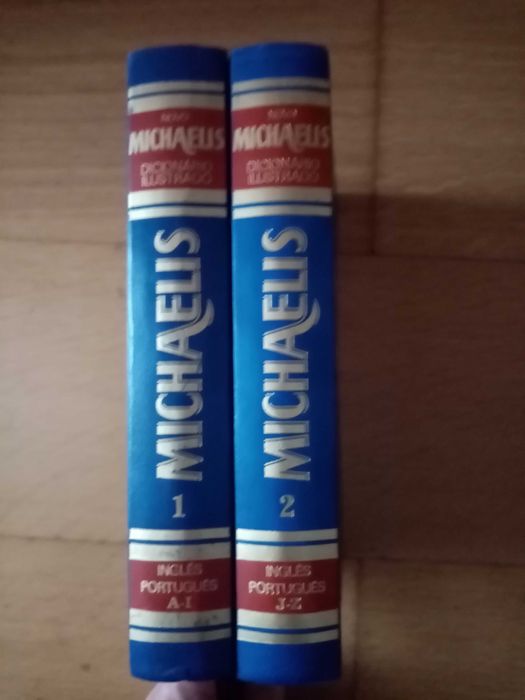 NOVO
MICHAELIS
DICIONÁRIO
ILUSTRADO
MICHAELIS
1
INGLÊS
PORTUGUÊS
A-I
NOVO
MICHAELIS
DICIONÁRIO
ILUSTRADO
MICHAELIS
2
INGLÊS
PORTUGUÊS
J-Z